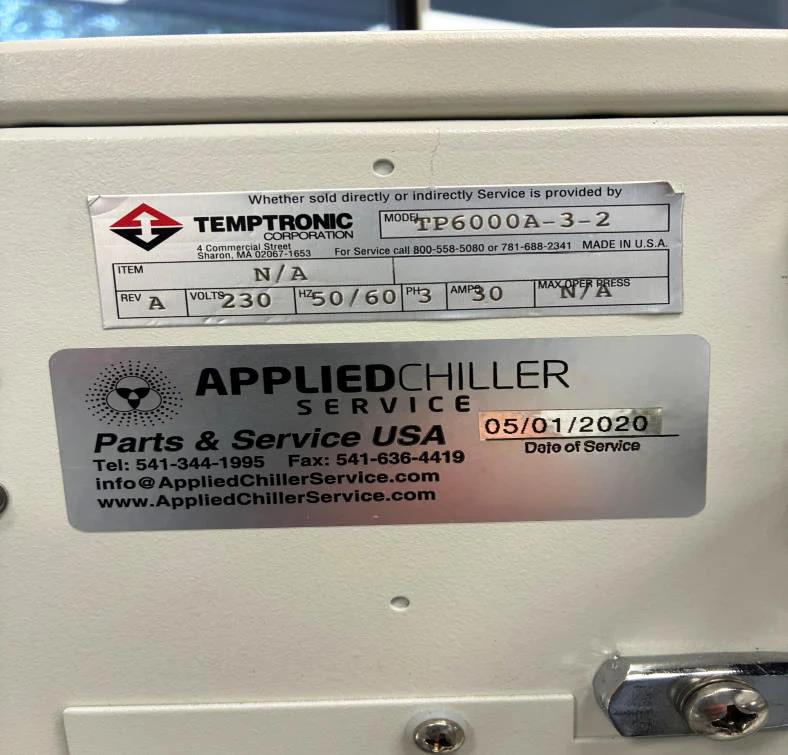 Whether sold directly or indirectly Service is provided by
TEMPTRONIC
CORPORATION
MODEL TP6000A-3-2
4 Commercial Street
Sharon, MA 02067-1653
For Service call 800-558-5080 or 781-688-2341 MADE IN U.S.A.
ITEM N/A
REV A VOLTS 230 HZ 50/60 PH 3 AMPS 30 MAX OPER PRESS N/A
APPLIEDCHILLER
SERVICE
Parts & Service USA
05/01/2020
Date of Service
Tel: 541-344-1995 Fax: 541-636-4419
info@AppliedChillerService.com
www.AppliedChillerService.com